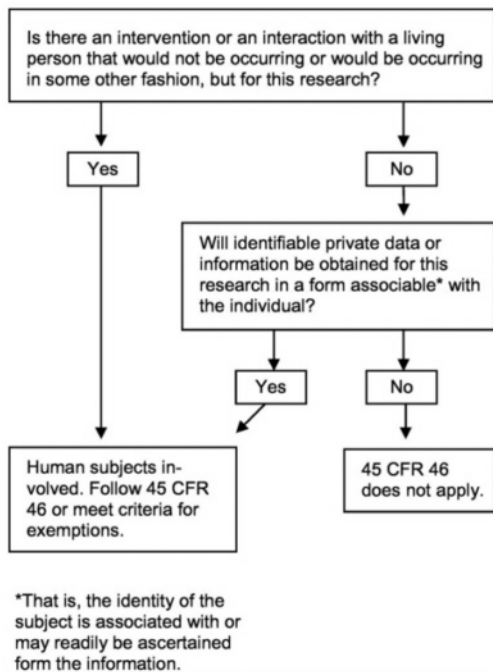 Is there an intervention or an interaction with a living
person that would not be occurring or would be occurring
in some other fashion, but for this research?
Yes
No
Will identifiable private data or
information be obtained for this
research in a form associable* with
the individual?
Yes
No
Human subjects in-
volved. Follow 45 CFR
46 or meet criteria for
exemptions.
45 CFR 46
does not apply.
*That is, the identity of the
subject is associated with or
may readily be ascertained
form the information.